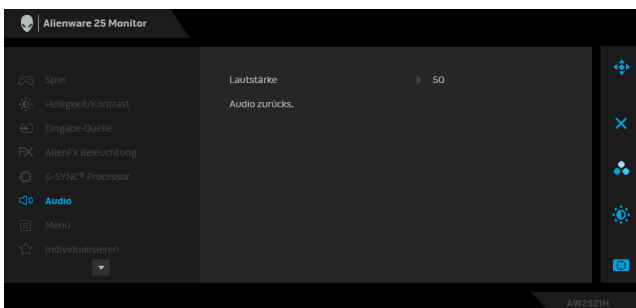 Alienware 25 Monitor
Spiel
Helligkeit/Kontrast
Eingabe-Quelle
AlienFX Beleuchtung
G-SYNC® Processor
Audio
Menü
Individualisieren
Lautstärke 50
Audio zurücks.
AW2521H